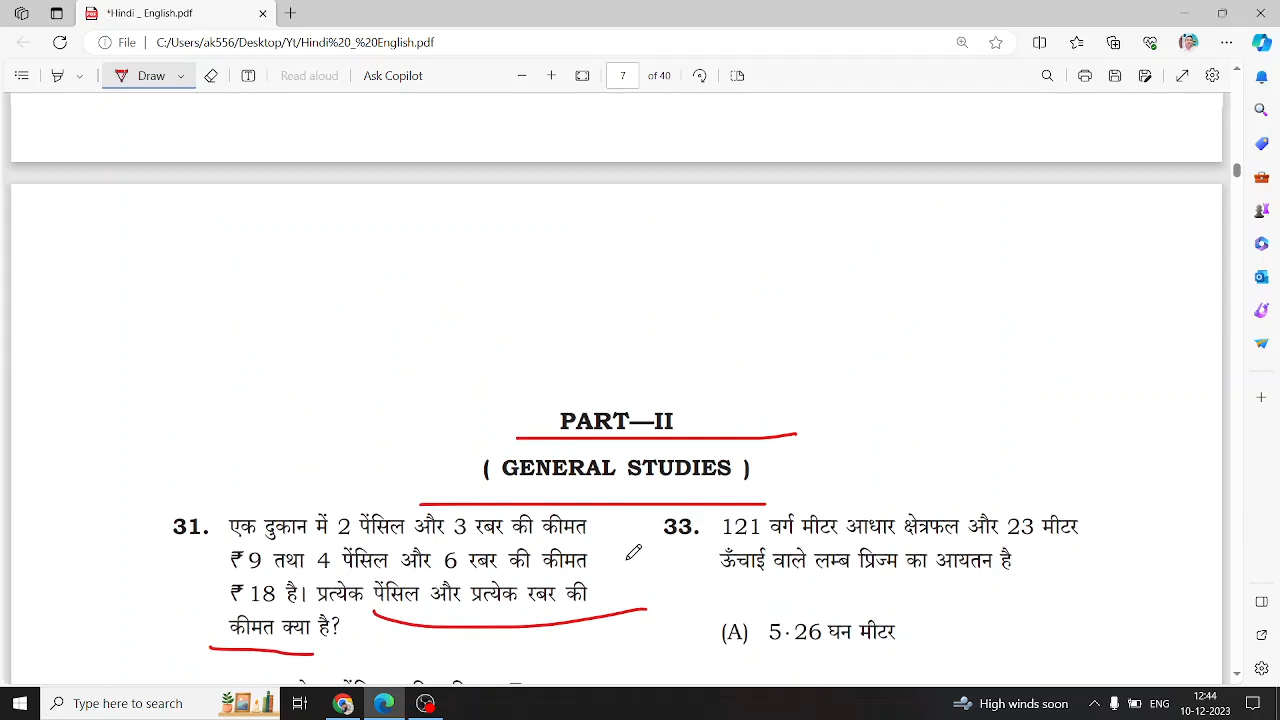 *Hindi _ English.pdf
File
C:/Users/ak556/Desktop/Yt/Hindi%20_%20English.pdf
Draw
Read aloud
Ask Copilot
7
of 40
PART—II
( GENERAL STUDIES )
31. एक दुकान में 2 पेंसिल और 3 रबर की कीमत
₹ 9 तथा 4 पेंसिल और 6 रबर की कीमत
₹ 18 है। प्रत्येक पेंसिल और प्रत्येक रबर की
कीमत क्या है?
33. 121 वर्ग मीटर आधार क्षेत्रफल और 23 मीटर
ऊँचाई वाले लम्ब प्रिज्म का आयतन है
(A) 5·26 घन मीटर
Type here to search
High winds soon
ENG
12:44
10-12-2023